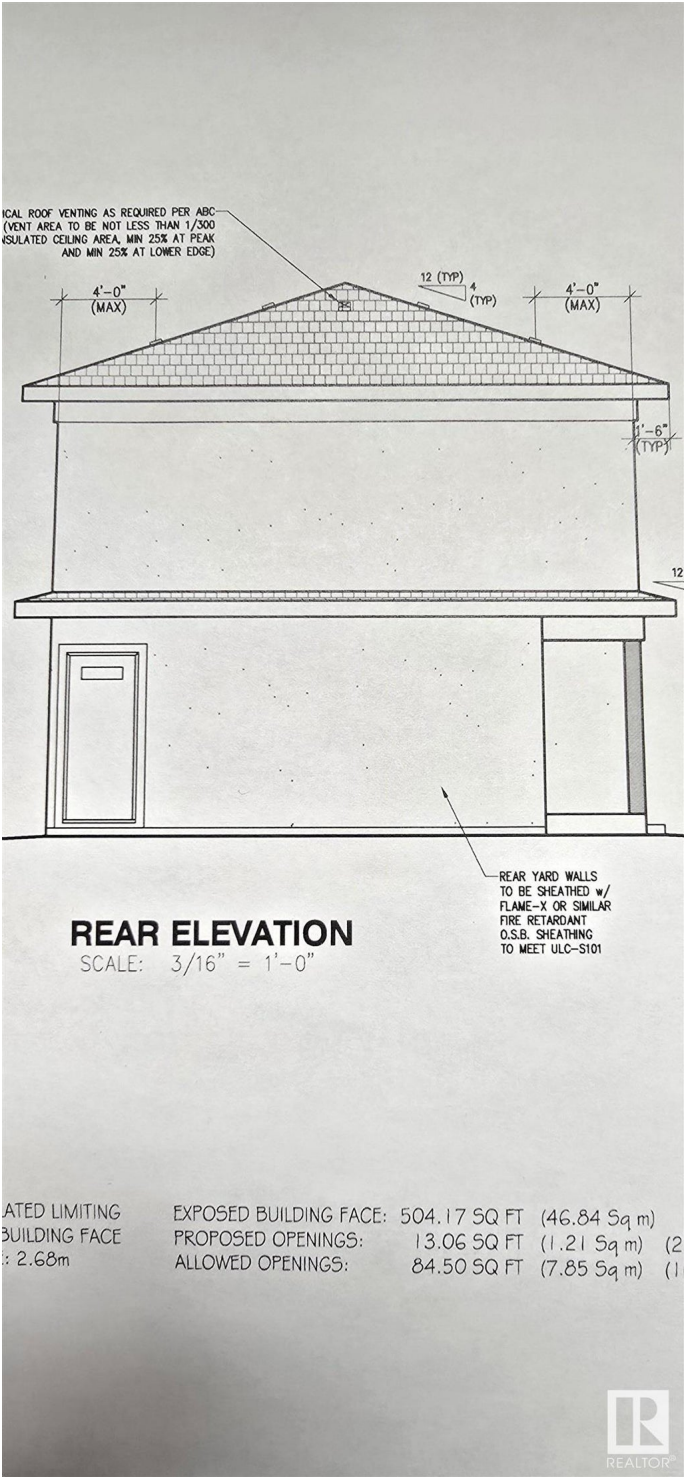 ROOF VENTING AS REQUIRED PER ABC
(VENT AREA TO BE NOT LESS THAN 1/300
CEILING AREA, MIN 25% AT PEAK
AND MIN 25% AT LOWER EDGE)
4'-0"
(MAX)
12 (TYP)
4
(TYP)
4'-0"
(MAX)
1'-6"
(TYP)
12
REAR YARD WALLS
TO BE SHEATHED w/
FLAME-X OR SIMILAR
FIRE RETARDANT
O.S.B. SHEATHING
TO MEET ULC-S101
REAR ELEVATION
SCALE: 3/16" = 1'-0"
LIMITING
BUILDING FACE
: 2.68m
EXPOSED BUILDING FACE: 504.17 SQ FT (46.84 Sq m)
PROPOSED OPENINGS: 13.06 SQ FT (1.21 Sq m) (2
ALLOWED OPENINGS: 84.50 SQ FT (7.85 Sq m) (1
R
REALTOR®